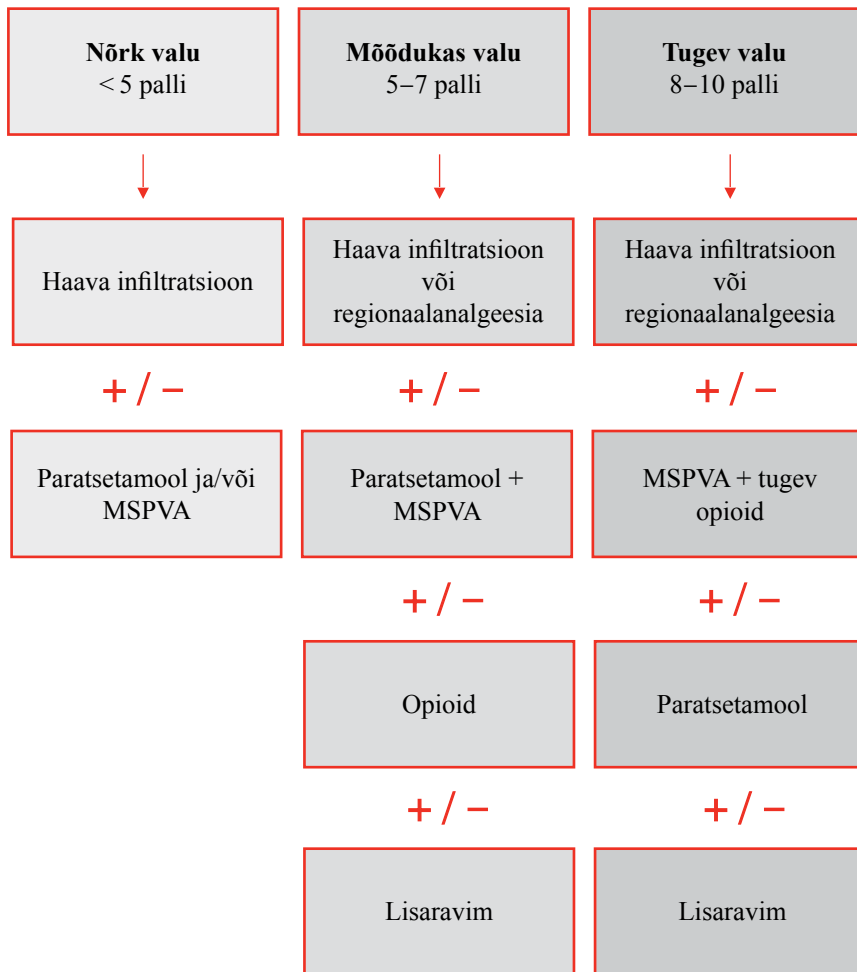 Nõrk valu
< 5 palli
Mõõdukas valu
5–7 palli
Tugev valu
8–10 palli
Haava infiltratsioon
Haava infiltratsioon
või
regionaalanalgeesia
Haava infiltratsioon
või
regionaalanalgeesia
+ / −
+ / −
+ / −
Paratsetamool ja/või
MSPVA
Paratsetamool +
MSPVA
MSPVA + tugev
opioid
+ / −
+ / −
Opioid
Paratsetamool
+ / −
+ / −
Lisaravim
Lisaravim